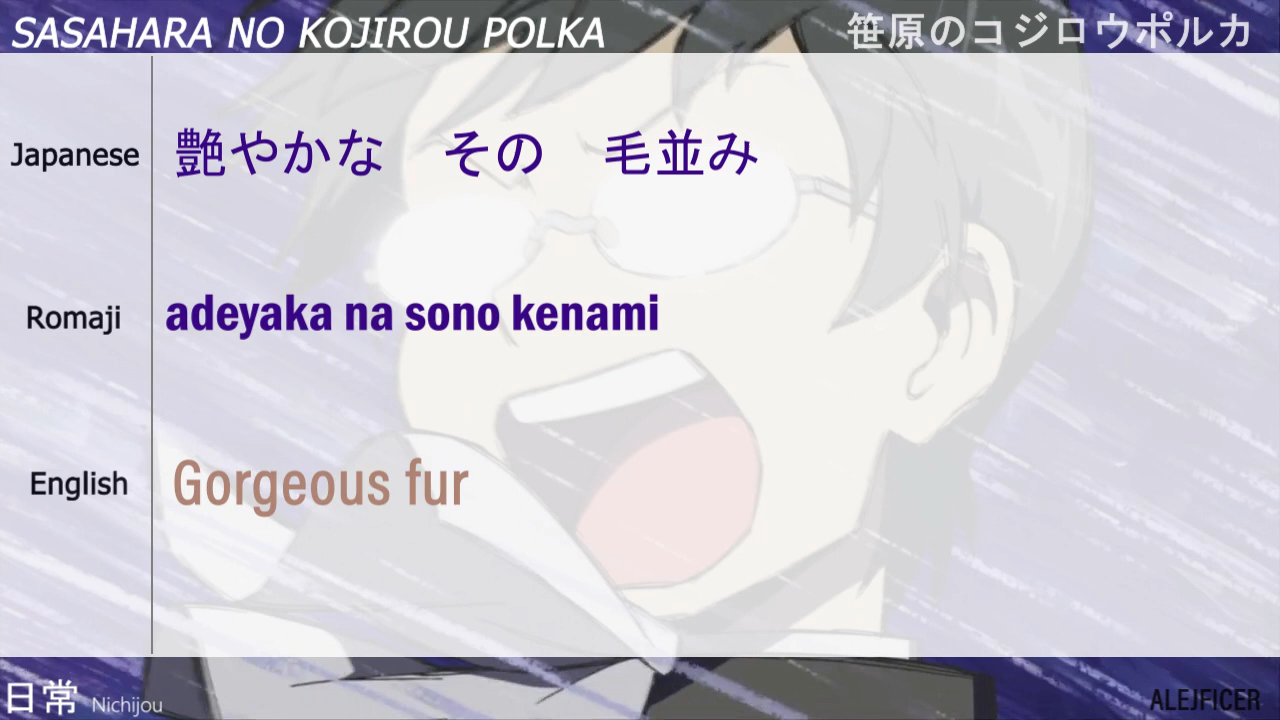 SASAHARA NO KOJIROU POLKA 笹原のコジロウポルカ
Japanese 艶やかな その 毛並み
Romaji adeyaka na sono kenami
English Gorgeous fur
日常 Nichijou ALEJFICER